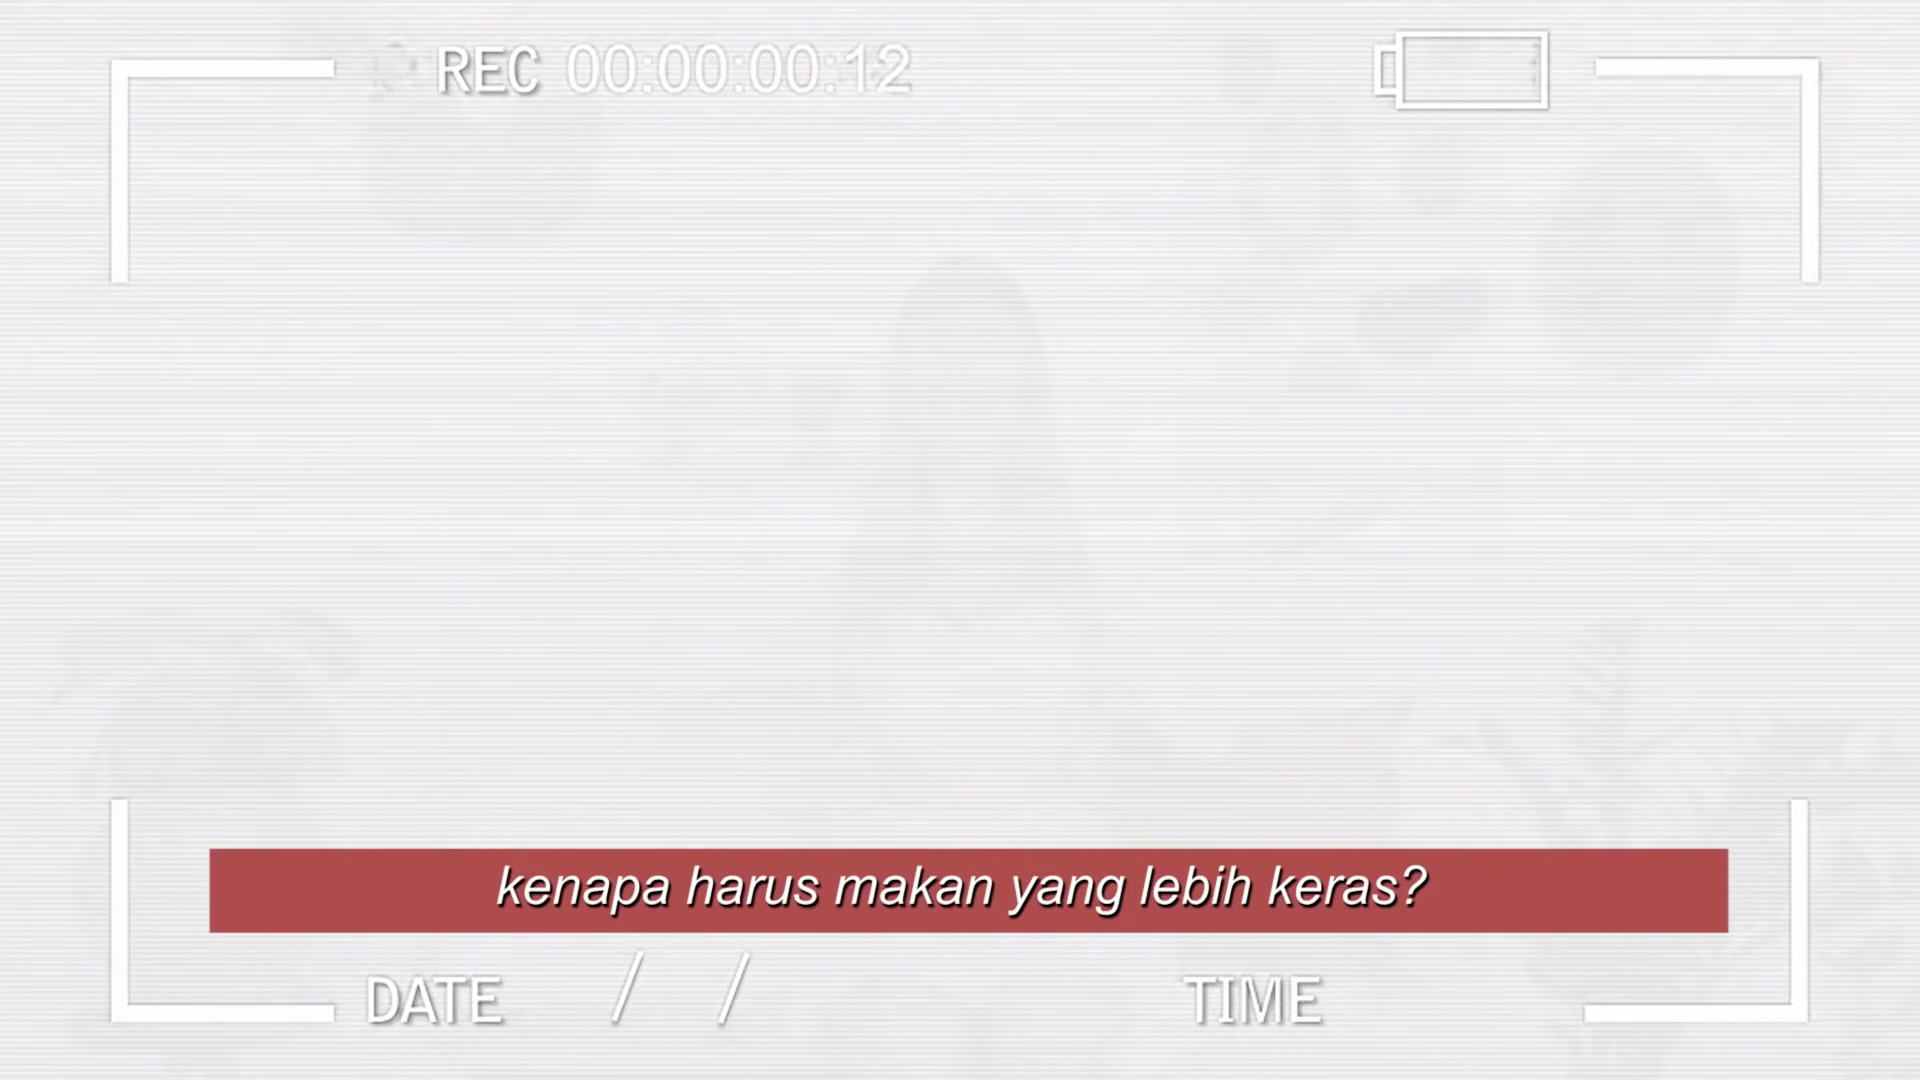 REC 00:00:00:12
kenapa harus makan yang lebih keras?
DATE / / TIME